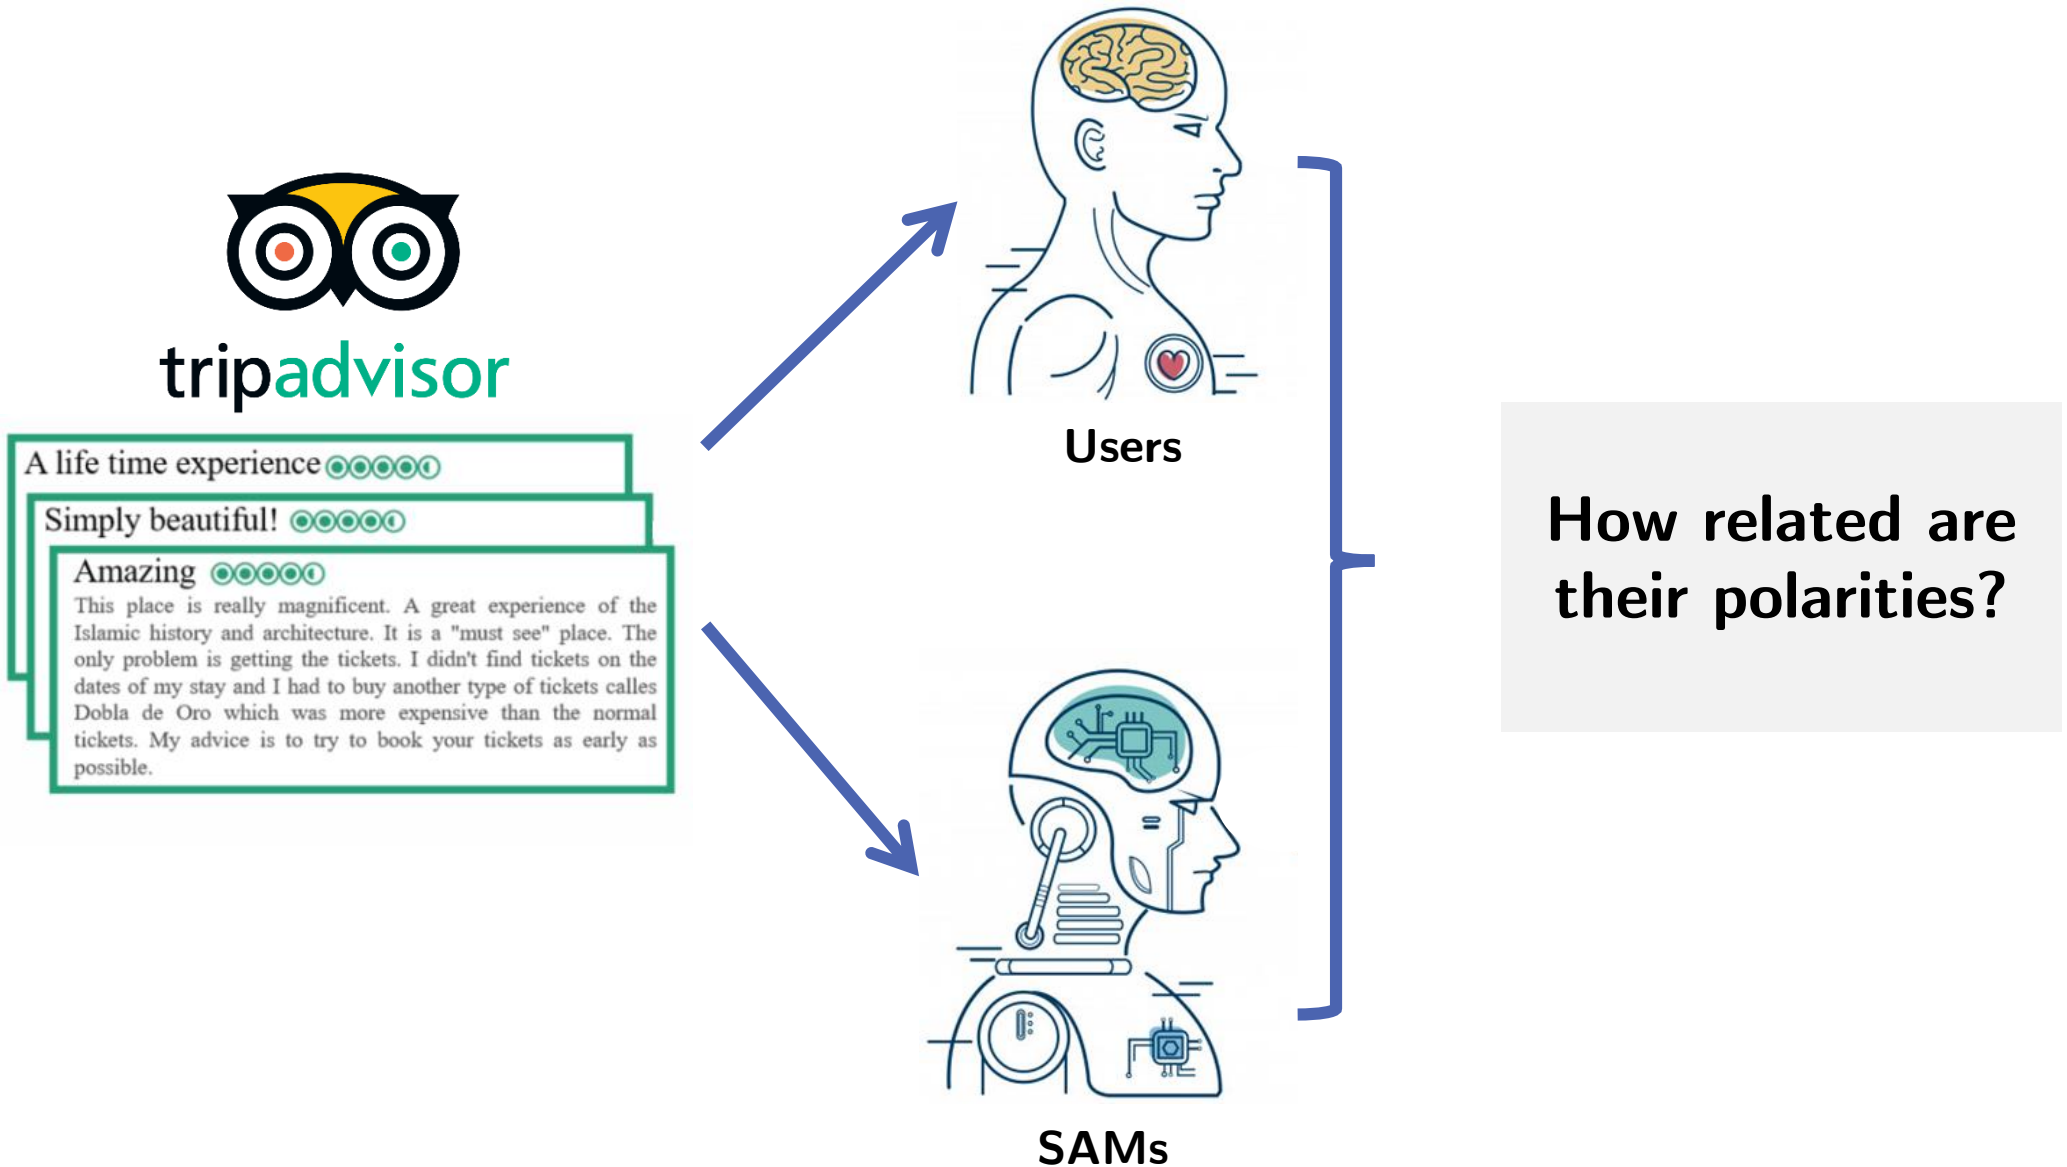 tripadvisor
A life time experience
Simply beautiful!
Amazing
This place is really magnificent. A great experience of the
Islamic history and architecture. It is a "must see" place. The
only problem is getting the tickets. I didn't find tickets on the
dates of my stay and I had to buy another type of tickets calles
Dobla de Oro which was more expensive than the normal
tickets. My advice is to try to book your tickets as early as
possible.
Users
SAMs
How related are
their polarities?